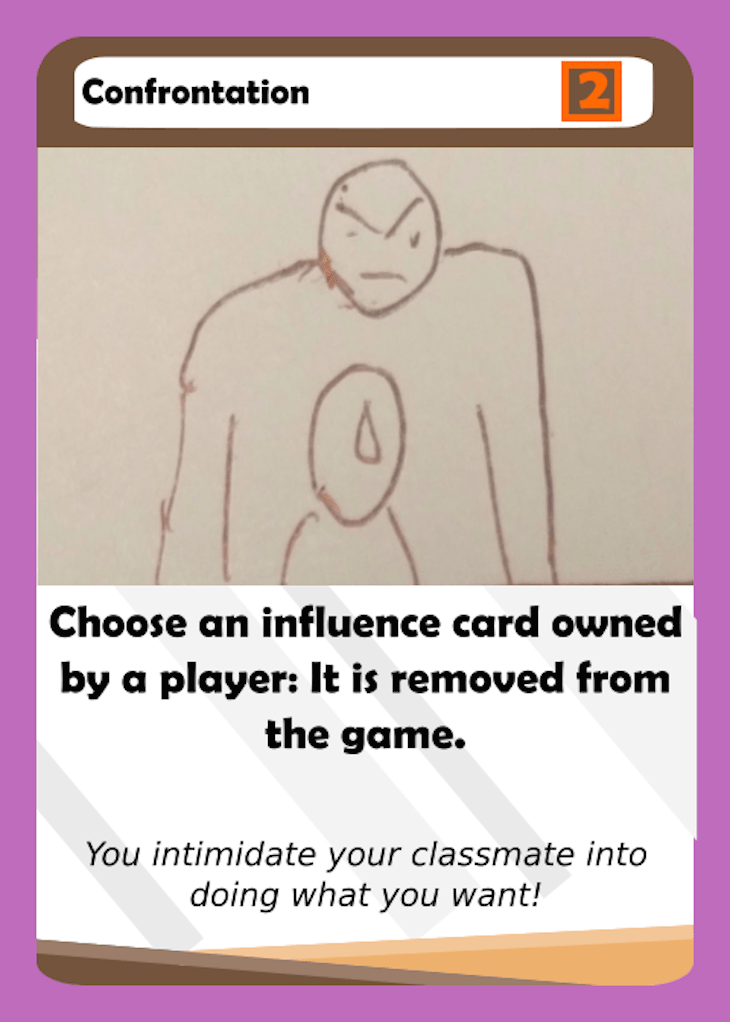 Confrontation 2
Choose an influence card owned
by a player: It is removed from
the game.
You intimidate your classmate into
doing what you want!